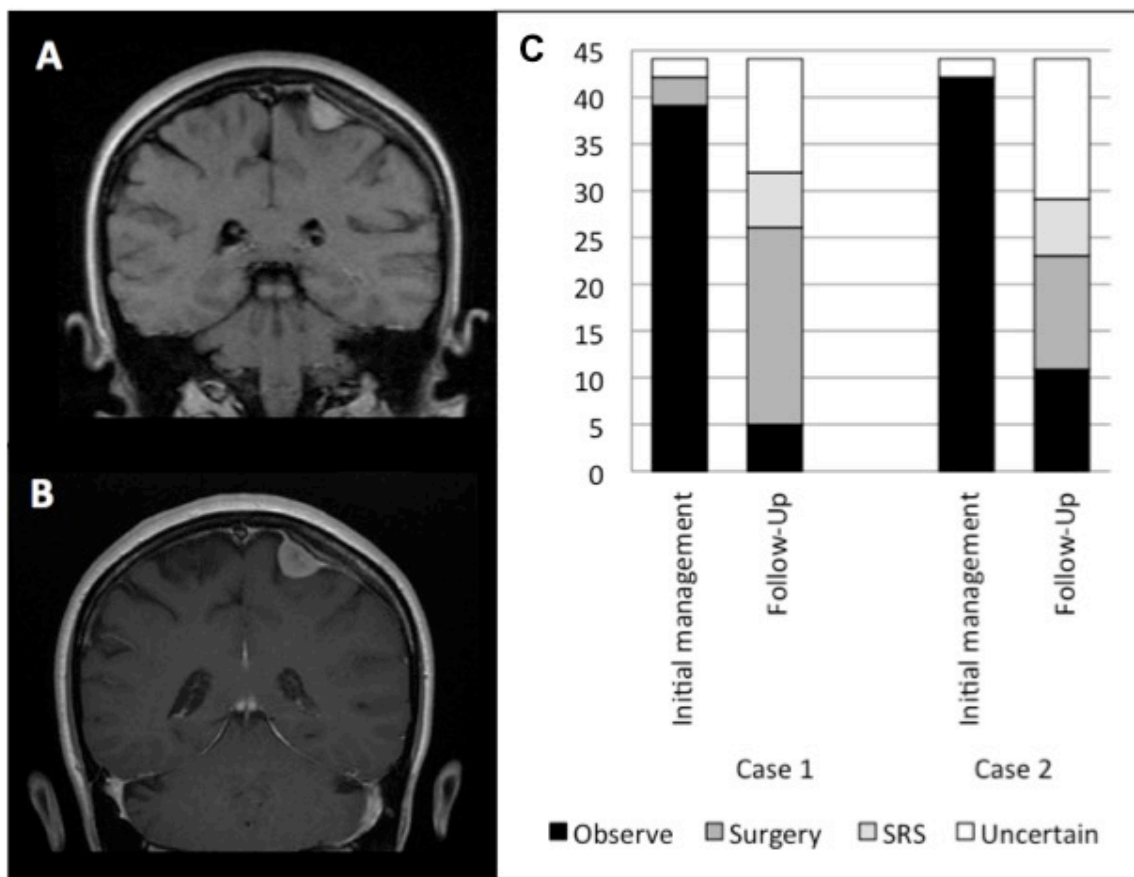 A
B
C
45
40
35
30
25
20
15
10
5
0
Initial management
Follow-Up
Initial management
Follow-Up
Case 1
Case 2
Observe Surgery SRS Uncertain